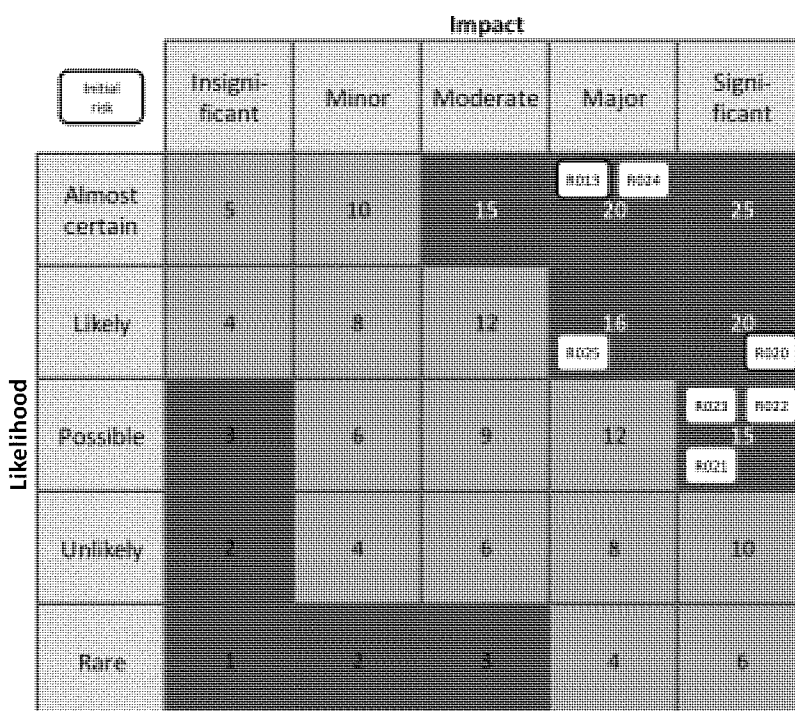 Impact
Initial
risk
Insigni-
ficant
Minor
Moderate
Major
Signi-
ficant
Almost
certain
5
10
15
R013
R024
20
25
Likely
4
8
12
16
R025
20
R020
Likelihood
Possible
3
6
9
12
R023
R022
15
R021
Unlikely
2
4
6
8
10
Rare
1
2
3
4
6